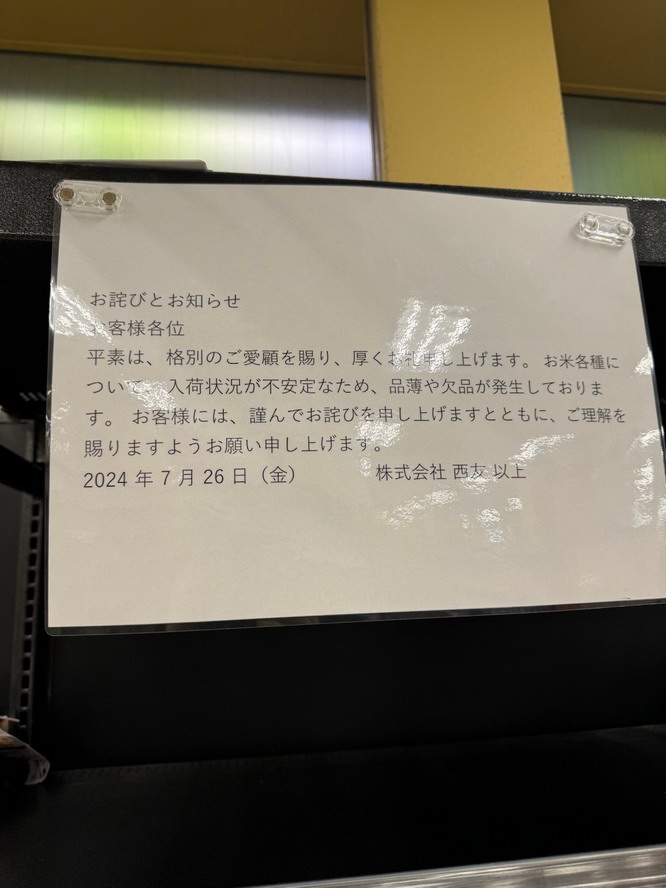 お詫びとお知らせ
お客様各位
平素は、格別のご愛顧を賜り、厚くお礼申し上げます。 お米各種に
ついて、入荷状況が不安定なため、品薄や欠品が発生しておりま
す。 お客様には、謹んでお詫びを申し上げますとともに、ご理解を
賜りますようお願い申し上げます。
2024 年 7 月 26 日（金） 株式会社 西友 以上